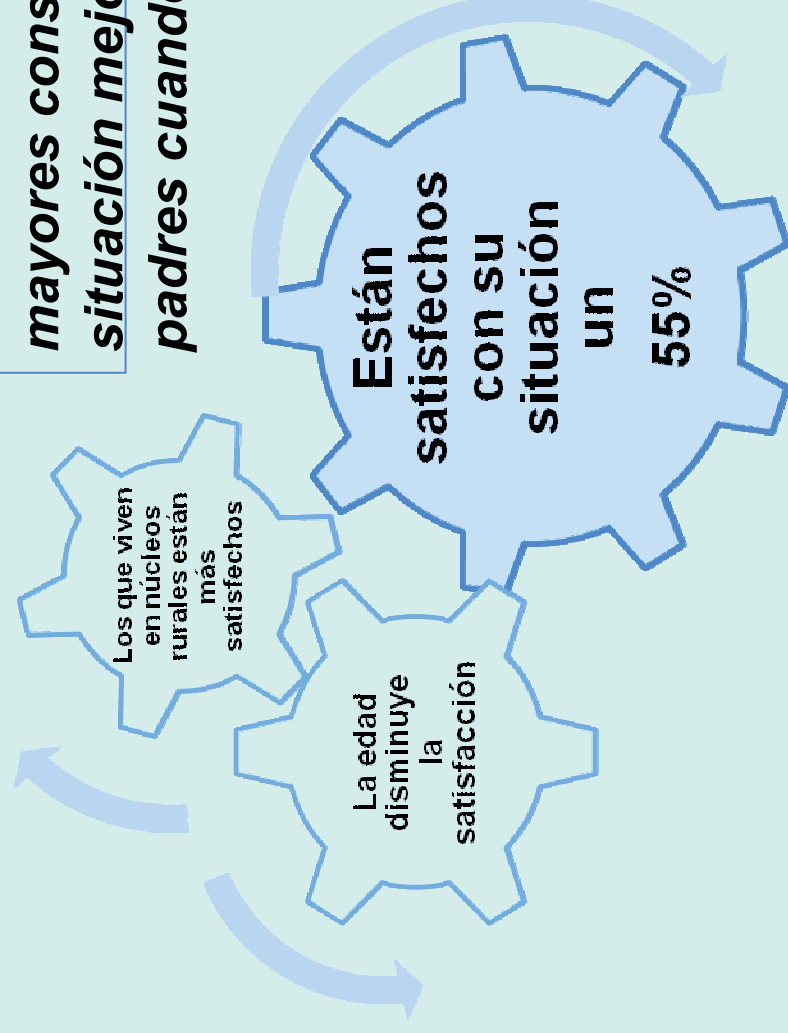 mayores cons
situación mejo
padres cuando
Están
satisfechos
con su
situación
un
55%
Los que viven
en núcleos
rurales están
más
satisfechos
La edad
disminuye
la
satisfacción